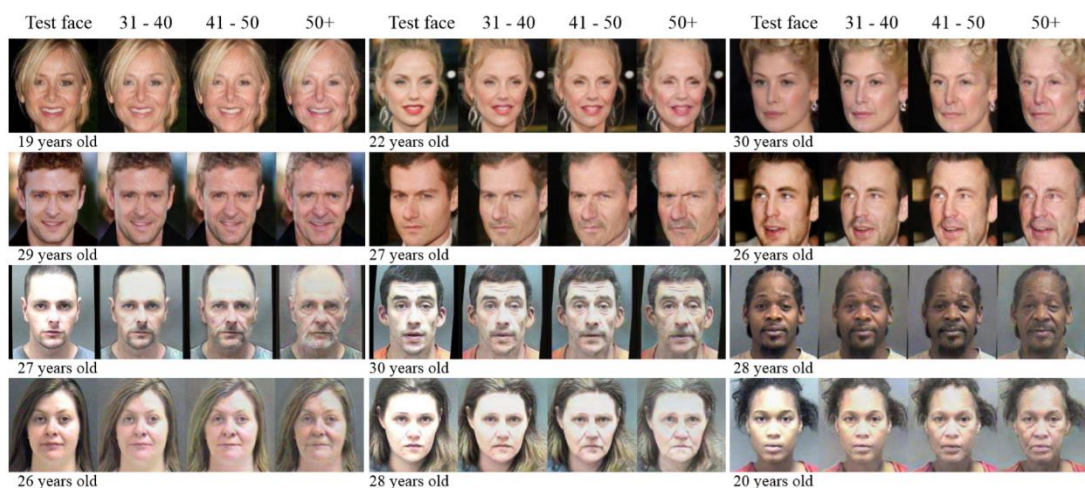 Test face 31 - 40 41 - 50 50+ Test face 31 - 40 41 - 50 50+ Test face 31 - 40 41 - 50 50+
19 years old 22 years old 30 years old
29 years old 27 years old 26 years old
27 years old 30 years old 28 years old
26 years old 28 years old 20 years old